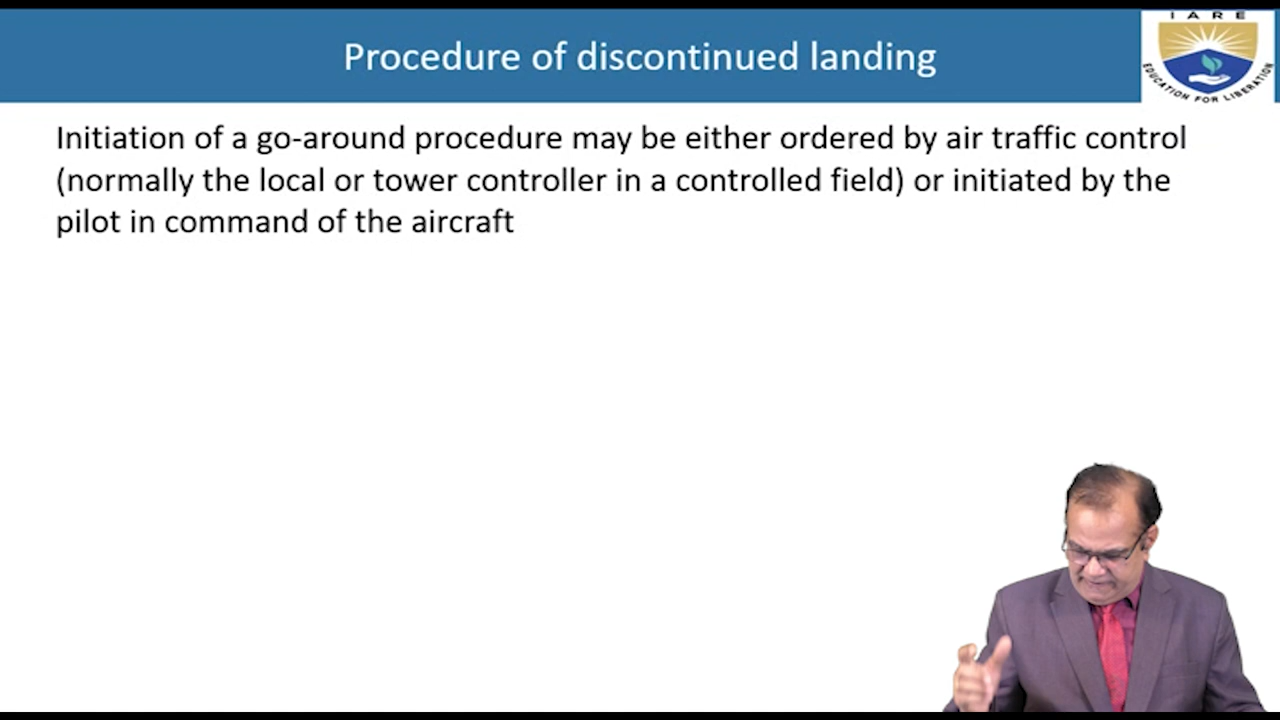 Procedure of discontinued landing
IARE
EDUCATION FOR LIBERATION
Initiation of a go-around procedure may be either ordered by air traffic control
(normally the local or tower controller in a controlled field) or initiated by the
pilot in command of the aircraft